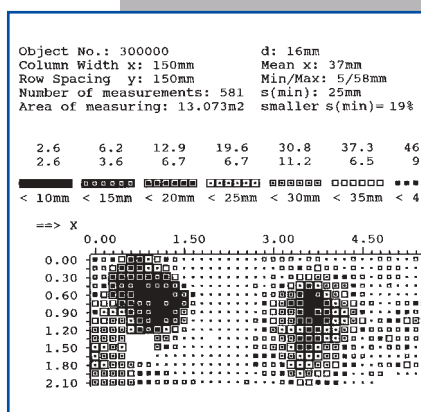 Object No.: 300000 d: 16mm
Column Width x: 150mm Mean x: 37mm
Row Spacing y: 150mm Min/Max: 5/58mm
Number of measurements: 581 s(min): 25mm
Area of measuring: 13.073m2 smaller s(min)= 19%
2.6 6.2 12.9 19.6 30.8 37.3 46
2.6 3.6 6.7 6.7 11.2 6.5 9
< 10mm < 15mm < 20mm < 25mm < 30mm < 35mm < 4
==> X
0.00 1.50 3.00 4.50
0.00
0.30
0.60
0.90
1.20
1.50
1.80
2.10